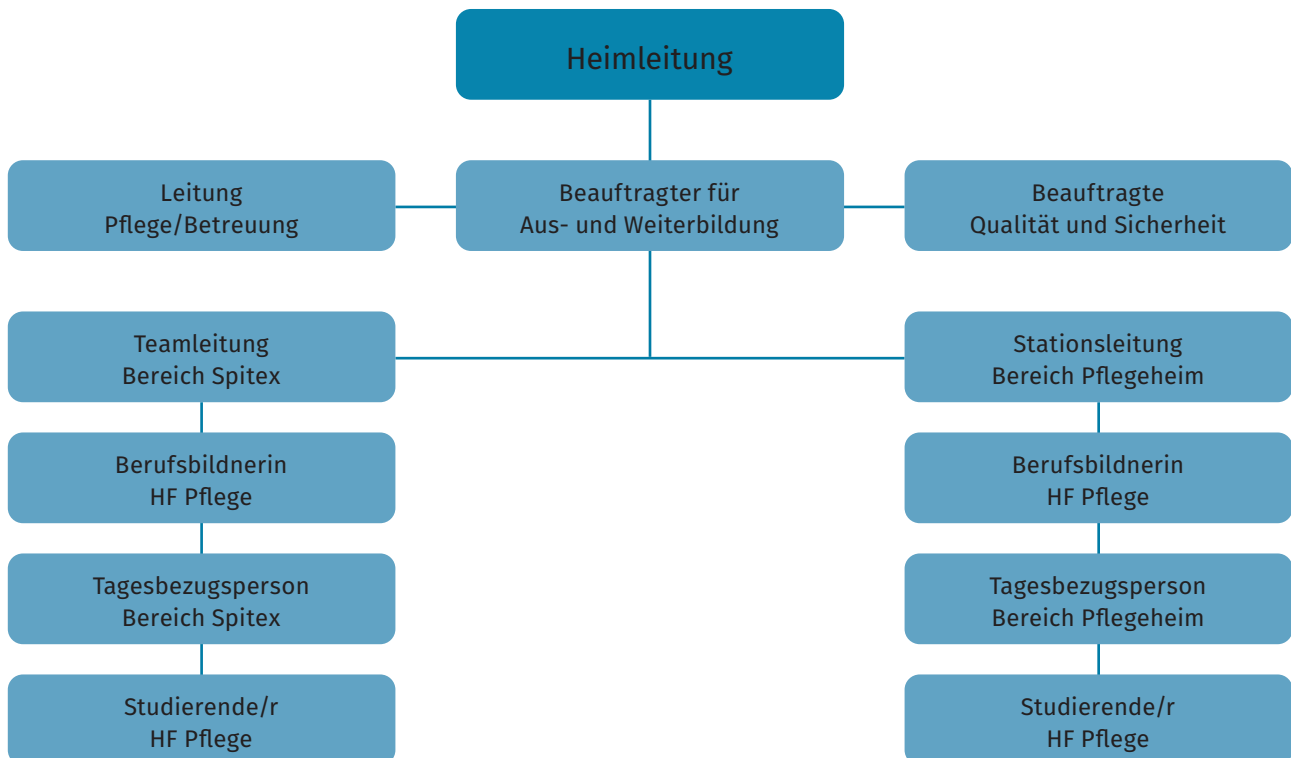 Heimleitung
Leitung
Pflege/Betreuung
Beauftragter für
Aus- und Weiterbildung
Beauftragte
Qualität und Sicherheit
Teamleitung
Bereich Spitex
Stationsleitung
Bereich Pflegeheim
Berufsbildnerin
HF Pflege
Berufsbildnerin
HF Pflege
Tagesbezugsperson
Bereich Spitex
Tagesbezugsperson
Bereich Pflegeheim
Studierende/r
HF Pflege
Studierende/r
HF Pflege